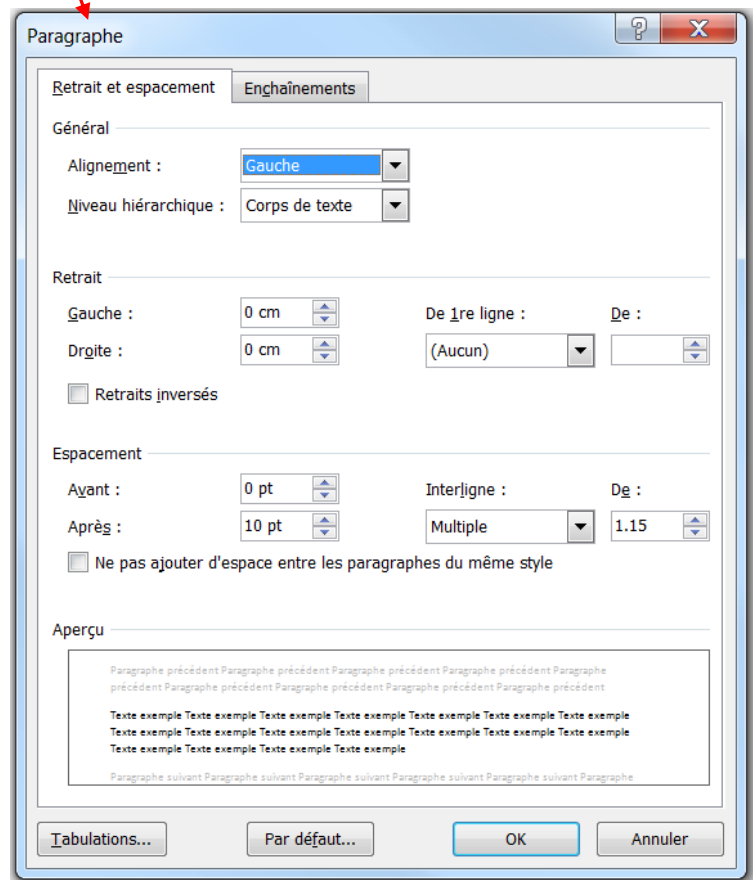 Paragraphe
Retrait et espacement Enchaînements
Général
Alignement : Gauche
Niveau hiérarchique : Corps de texte
Retrait
Gauche : 0 cm De 1re ligne : De :
Droite : 0 cm (Aucun)
Retraits inversés
Espacement
Avant : 0 pt Interligne : De :
Après : 10 pt Multiple 1.15
Ne pas ajouter d'espace entre les paragraphes du même style
Aperçu
Paragraphe précédent Paragraphe précédent Paragraphe précédent Paragraphe précédent Paragraphe
précédent Paragraphe précédent Paragraphe précédent Paragraphe précédent Paragraphe précédent
Texte exemple Texte exemple Texte exemple Texte exemple Texte exemple Texte exemple Texte exemple
Texte exemple Texte exemple Texte exemple Texte exemple Texte exemple Texte exemple Texte exemple
Texte exemple Texte exemple Texte exemple Texte exemple
Paragraphe suivant Paragraphe suivant Paragraphe suivant Paragraphe suivant Paragraphe suivant Paragraphe
Tabulations... Par défaut... OK Annuler